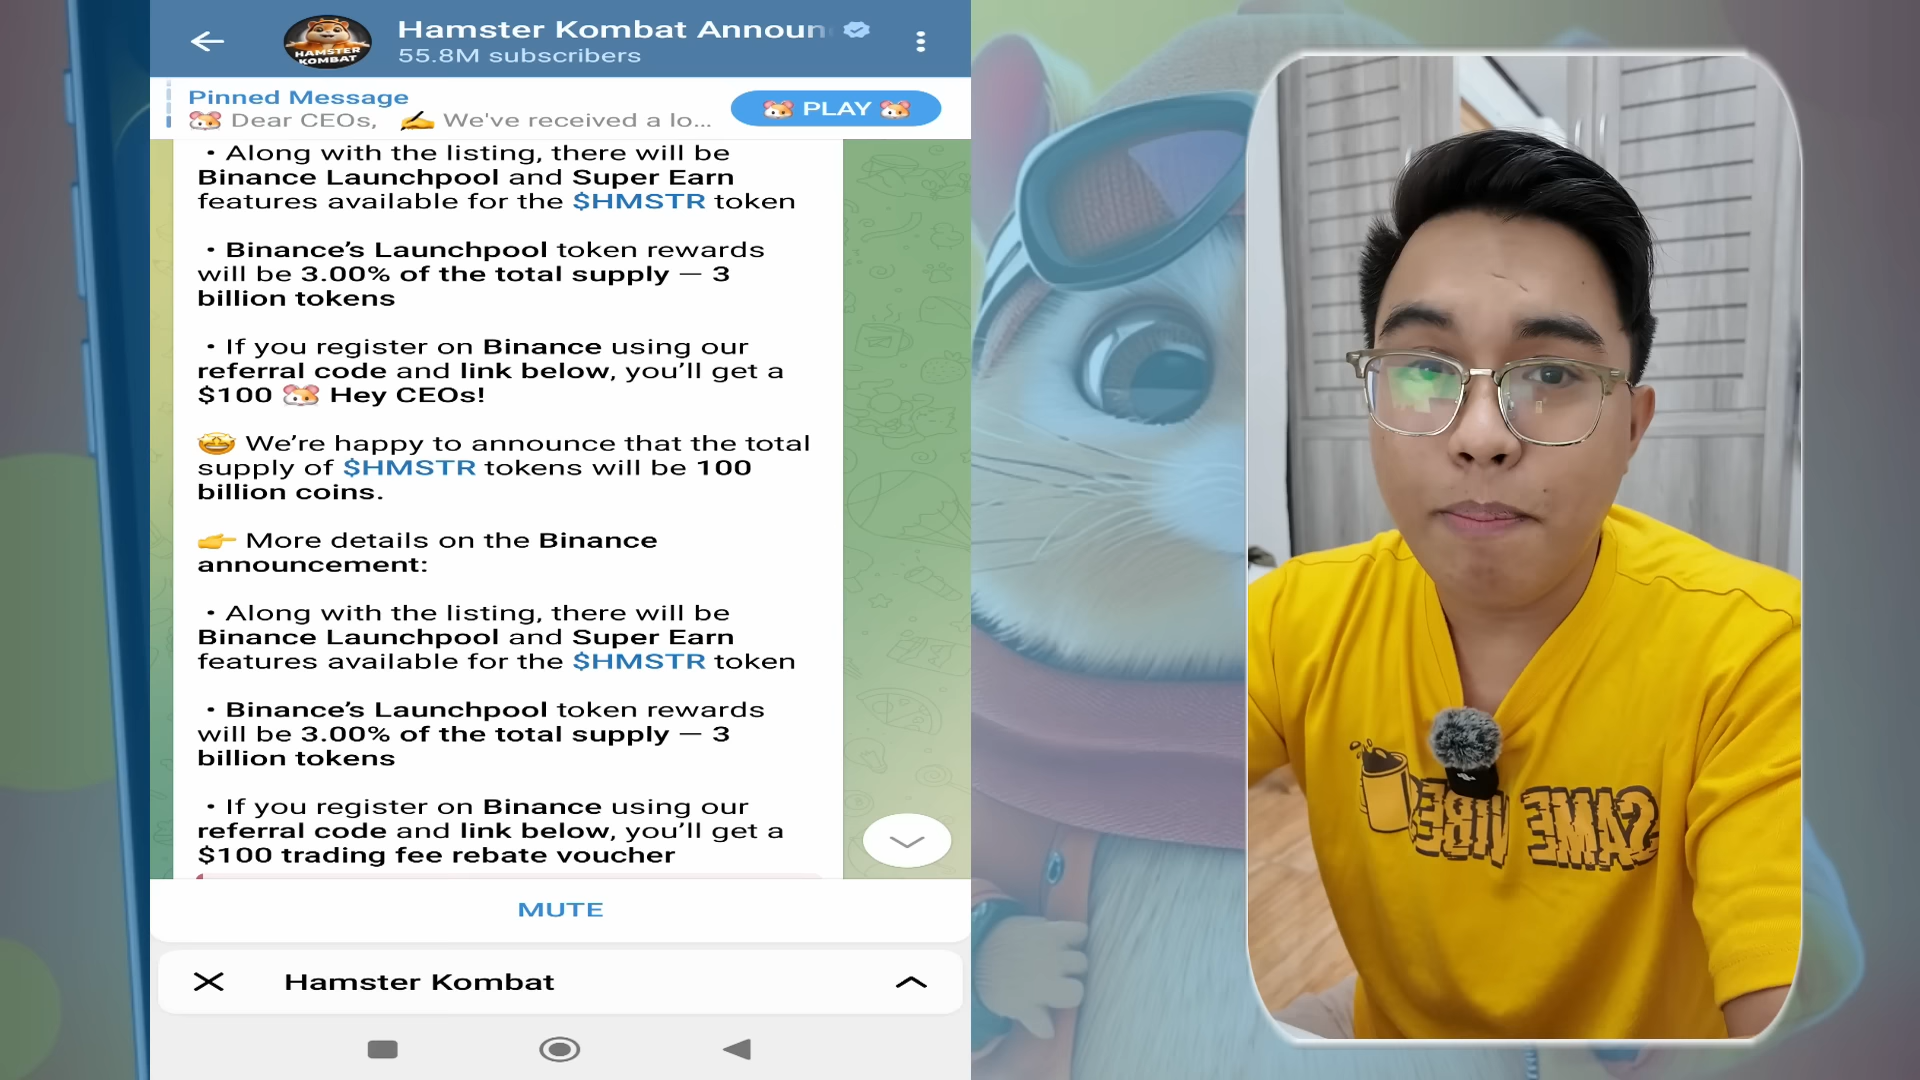 Hamster Kombat Announ
55.8M subscribers
HAMSTER
KOMBAT
Pinned Message
🐹 Dear CEOs, ✍️ We've received a lo...
🐹 PLAY 🐹
• Along with the listing, there will be
Binance Launchpool and Super Earn
features available for the $HMSTR token
• Binance’s Launchpool token rewards
will be 3.00% of the total supply — 3
billion tokens
• If you register on Binance using our
referral code and link below, you’ll get a
$100 🐹 Hey CEOs!
🤩 We’re happy to announce that the total
supply of $HMSTR tokens will be 100
billion coins.
👉 More details on the Binance
announcement:
• Along with the listing, there will be
Binance Launchpool and Super Earn
features available for the $HMSTR token
• Binance’s Launchpool token rewards
will be 3.00% of the total supply — 3
billion tokens
• If you register on Binance using our
referral code and link below, you’ll get a
$100 trading fee rebate voucher
MUTE
Hamster Kombat
SAME VIBES